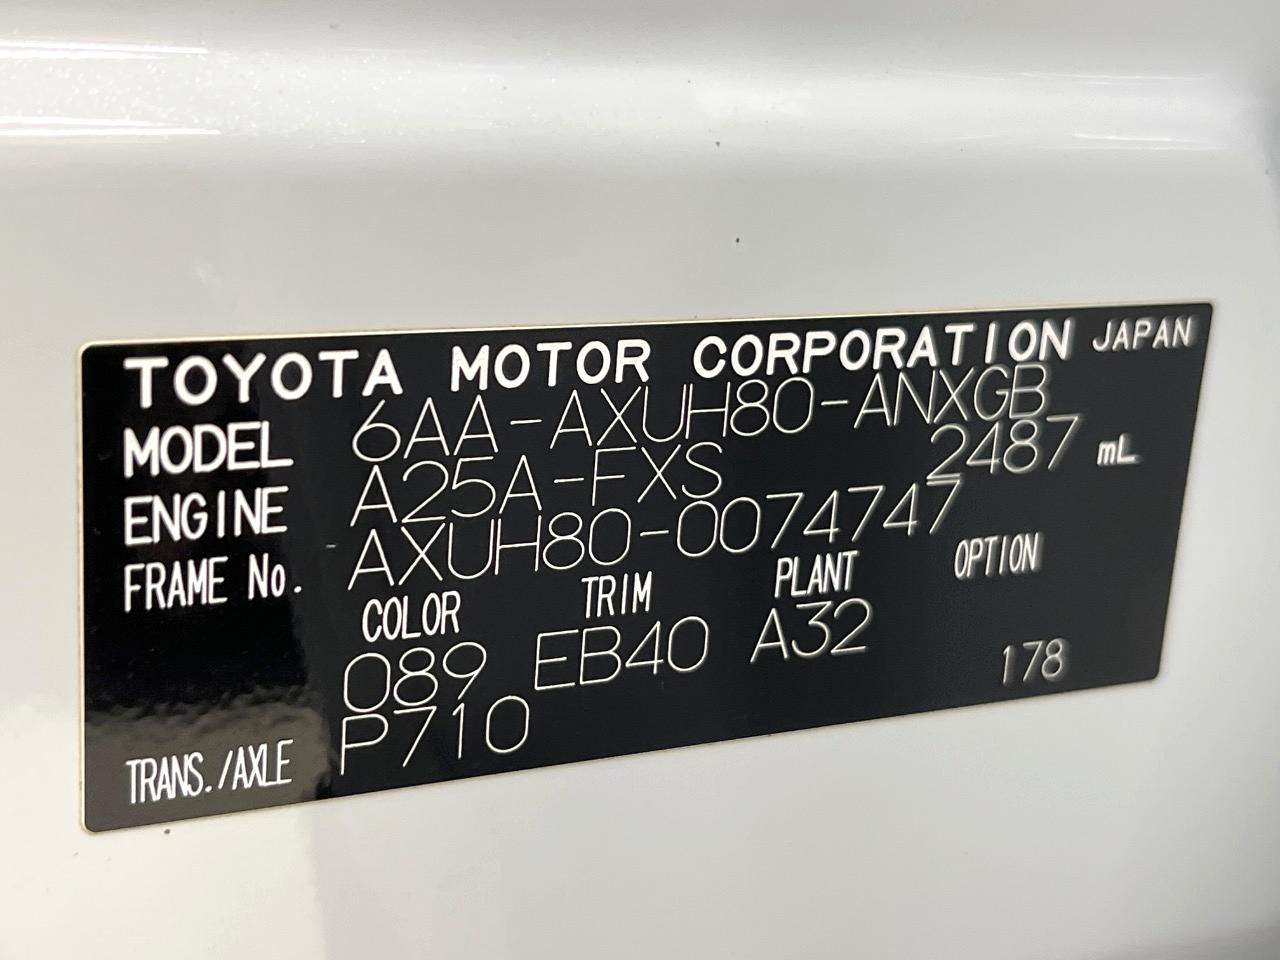 TOYOTA MOTOR CORPORATION JAPAN
MODEL 6AA-AXUH80-ANXGB
ENGINE A25A-FXS 2487 mL
FRAME No. AXUH80-0074747
COLOR TRIM PLANT OPTION
089 EB40 A32 178
TRANS./AXLE P710